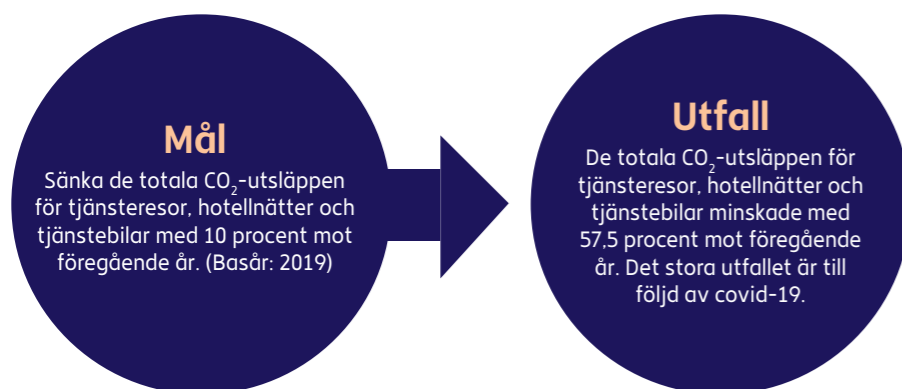 Mål
Sänka de totala CO₂-utsläppen
för tjänsteresor, hotellnätter och
tjänstebilar med 10 procent mot
föregående år. (Basår: 2019)
Utfall
De totala CO₂-utsläppen för
tjänsteresor, hotellnätter och
tjänstebilar minskade med
57,5 procent mot föregående
år. Det stora utfallet är till
följd av covid-19.